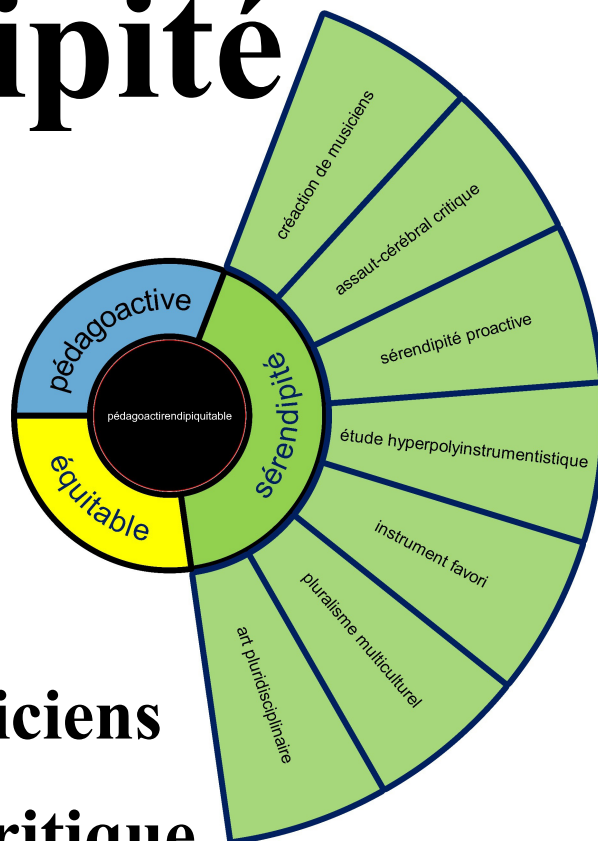 ipité
créaction de musiciens
assaut-cérébral critique
sérendipité proactive
étude hyperpolyinstrumentistique
instrument favori
pluralisme multiculturel
art pluridisciplinaire
pédagoactive
sérendipité
équitable
pédagoactirendipiquitable
iciens
ritique